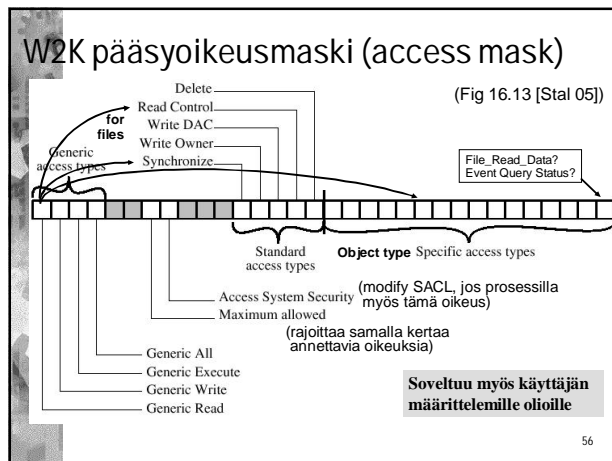 W2K pääsyoikeusmaski (access mask)
(Fig 16.13 [Stal 05])
Delete
Read Control
Write DAC
Write Owner
Synchronize
for
files
Generic
access types
File_Read_Data?
Event Query Status?
Standard
access types
Object type Specific access types
Access System Security
(modify SACL, jos prosessilla
myös tämä oikeus)
Maximum allowed
(rajoittaa samalla kertaa
annettavia oikeuksia)
Generic All
Generic Execute
Generic Write
Generic Read
Soveltuu myös käyttäjän
määrittelemille olioille
56